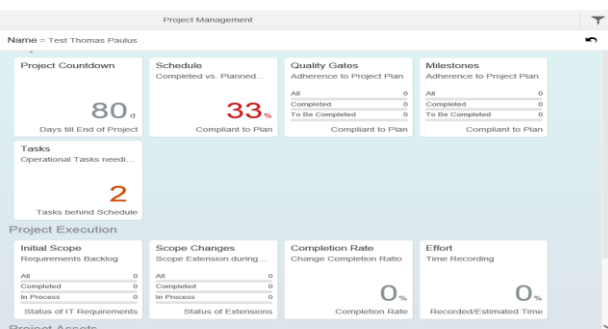 Project Management
Name = Test Thomas Paulus
Project Countdown
80 d
Days till End of Project
Schedule
Completed vs. Planned...
33%
Compliant to Plan
Quality Gates
Adherence to Project Plan
All 0
Completed 0
To Be Completed 0
Compliant to Plan
Milestones
Adherence to Project Plan
All 0
Completed 0
To Be Completed 0
Compliant to Plan
Tasks
Operational Tasks needi...
2
Tasks behind Schedule
Project Execution
Initial Scope
Requirements Backlog
All 0
Completed 0
In Process 0
Status of IT Requirements
Scope Changes
Scope Extension during...
All 0
Completed 0
In Process 0
Status of Extensions
Completion Rate
Change Completion Ratio
0%
Completion Rate
Effort
Time Recording
0%
Recorded/Estimated Time
Project Assets